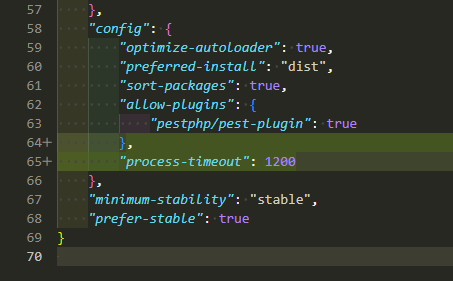 57 },
58 "config": {
59 "optimize-autoloader": true,
60 "preferred-install": "dist",
61 "sort-packages": true,
62 "allow-plugins": {
63 "pestphp/pest-plugin": true
64+ },
65+ "process-timeout": 1200
66 },
67 "minimum-stability": "stable",
68 "prefer-stable": true
69 }
70